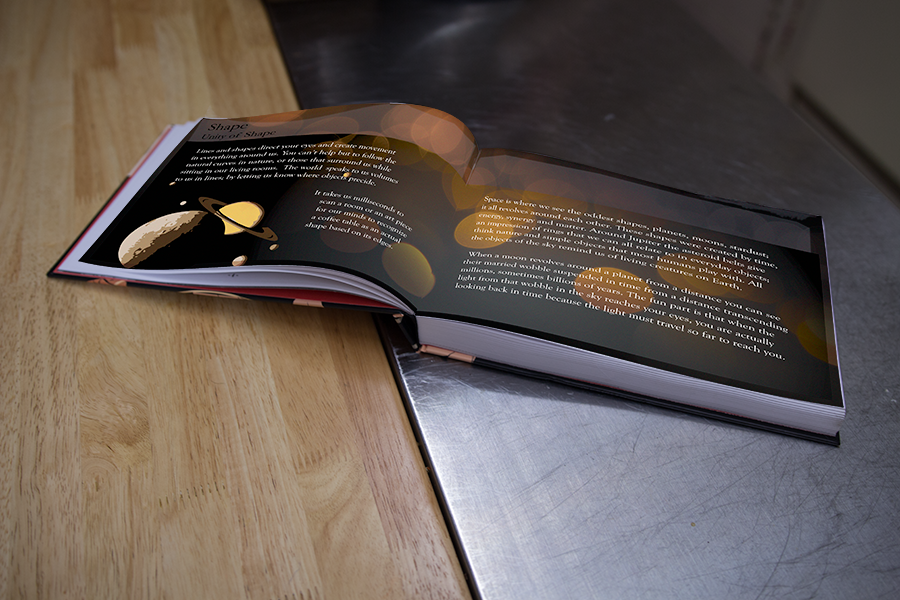 Shape
Unity of Shape
Lines and shapes direct your eyes and create movement
in everything around us. You can't help but to follow the
natural curves in nature, or those that surround us while
sitting in our living rooms. The world speaks to us volumes
to us in lines; by letting us know where objects precide.
It takes us milliseconds to
scan a room or an art piece
for our minds to recognize
a coffee table as an acutal
shape based on its edges.
Space is where we see the oldest shapes, planets, moons, stardust,
it all revolves around each other. These shapes were created by time,
energy, synergy and matter. Around Jupiter the asteroid belt, give
impression of rings that we can all relate to in everyday objects,
think nature and simple objects that most humans play with. All
the objects of the sky reminds us of living features on Earth.
When a moon revolves around a planet from a distance you can see
their married wobble suspended in time from a distance transcending
millions, sometimes billions of years. The fun part is that when the
light from that wobble in the sky reaches your eyes, you are actually
looking back in time because the light must travel so far to reach you.